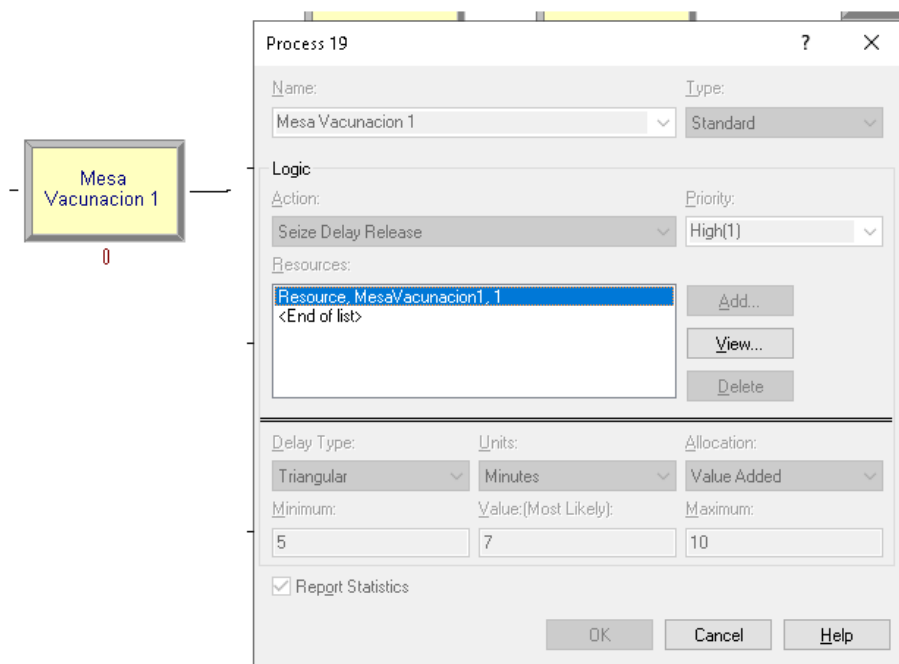 Process 19
? X
Name:
Type:
Mesa Vacunacion 1
Standard
Mesa
Vacunacion 1
0
Logic
Action:
Priority:
Seize Delay Release
High(1)
Resources:
Resource, MesaVacunacion1, 1
<End of list>
Add...
View...
Delete
Delay Type:
Units:
Allocation:
Triangular
Minutes
Value Added
Minimum:
Value:(Most Likely):
Maximum:
5
7
10
Report Statistics
OK
Cancel
Help